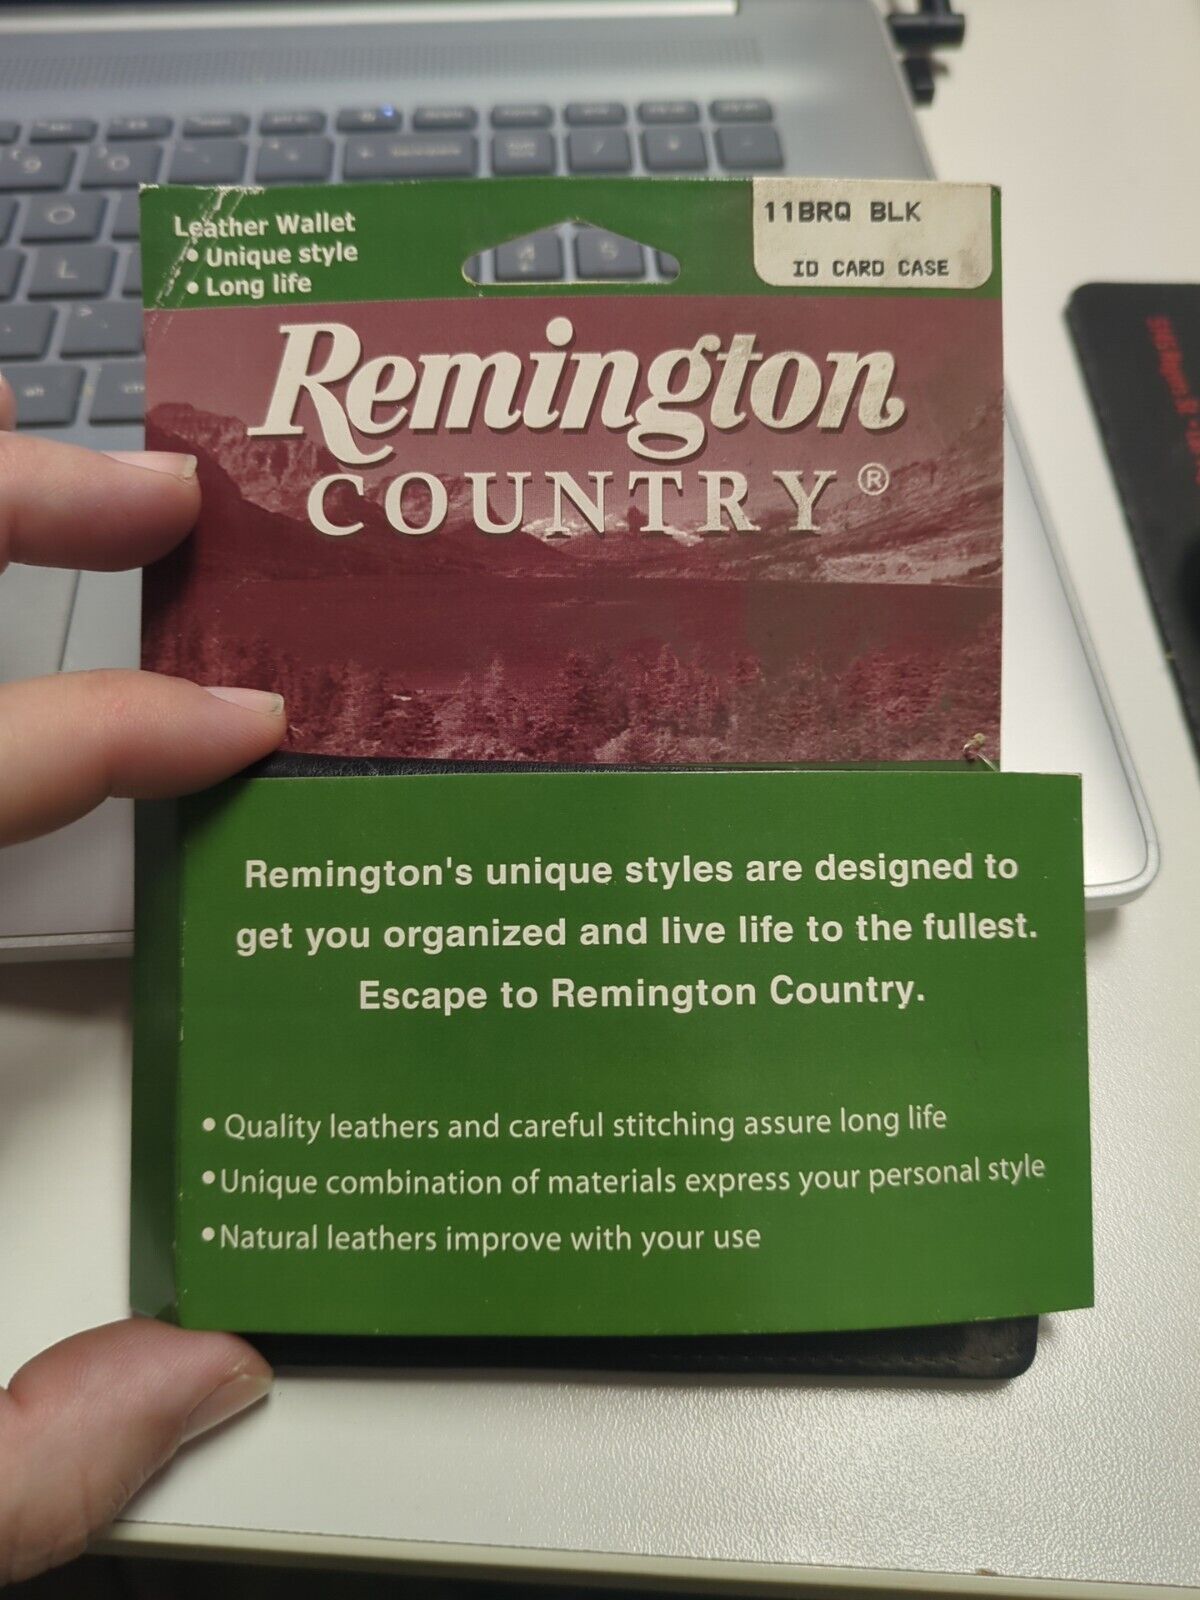 Leather Wallet
• Unique style
• Long life
11BRQ BLK
ID CARD CASE
Remington
COUNTRY®
Remington's unique styles are designed to
get you organized and live life to the fullest.
Escape to Remington Country.
• Quality leathers and careful stitching assure long life
• Unique combination of materials express your personal style
• Natural leathers improve with your use